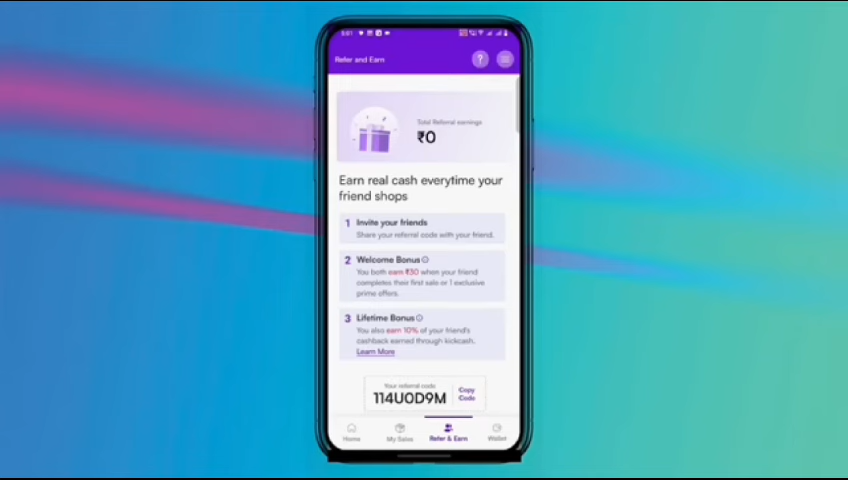 5:01
Refer and Earn
?
Total Referral earnings
₹0
Earn real cash everytime your
friend shops
1 Invite your friends
Share your referral code with your friend.
2 Welcome Bonus
You both earn ₹30 when your friend
completes their first sale or 1 exclusive
prime offers.
3 Lifetime Bonus
You also earn 10% of your friend's
cashback earned through kickcash.
Learn More
Your referral code
114U0D9M
Copy
Code
Home My Sales Refer & Earn Wallet